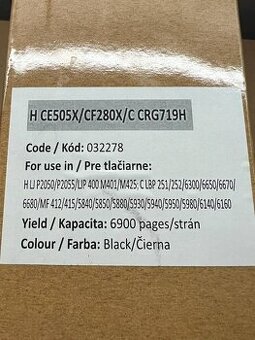 H CE505X/CF280X/C CRG719H
Code / Kód: 032278
For use in / Pre tlačiarne:
H LJ P2050/P2055/LJP 400 M401/M425, C LBP 251/252/6300/6650/6670/
6680/MF 412/415/5840/5850/5880/5930/5940/5950/5980/6140/6160
Yield / Kapacita: 6900 pages/strán
Colour / Farba: Black/Čierna